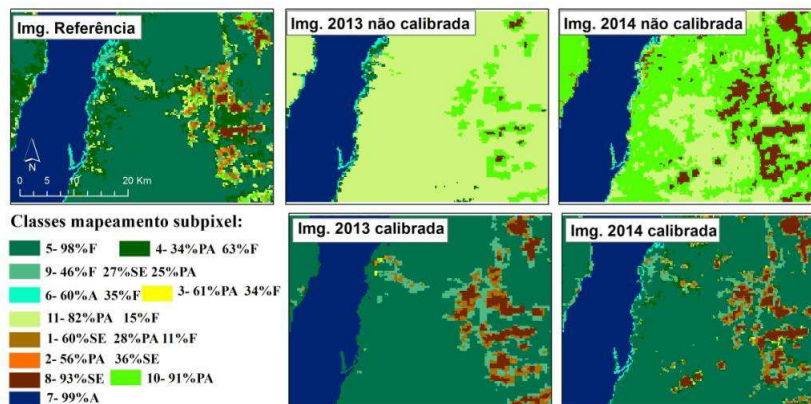 Img. Referência
Img. 2013 não calibrada
Img. 2014 não calibrada
N
0 5 10 20 Km
Classes mapeamento subpixel:
5- 98%F
4- 34%PA 63%F
9- 46%F 27%SE 25%PA
6- 60%A 35%F
3- 61%PA 34%F
11- 82%PA 15%F
1- 60%SE 28%PA 11%F
2- 56%PA 36%SE
8- 93%SE
10- 91%PA
7- 99%A
Img. 2013 calibrada
Img. 2014 calibrada